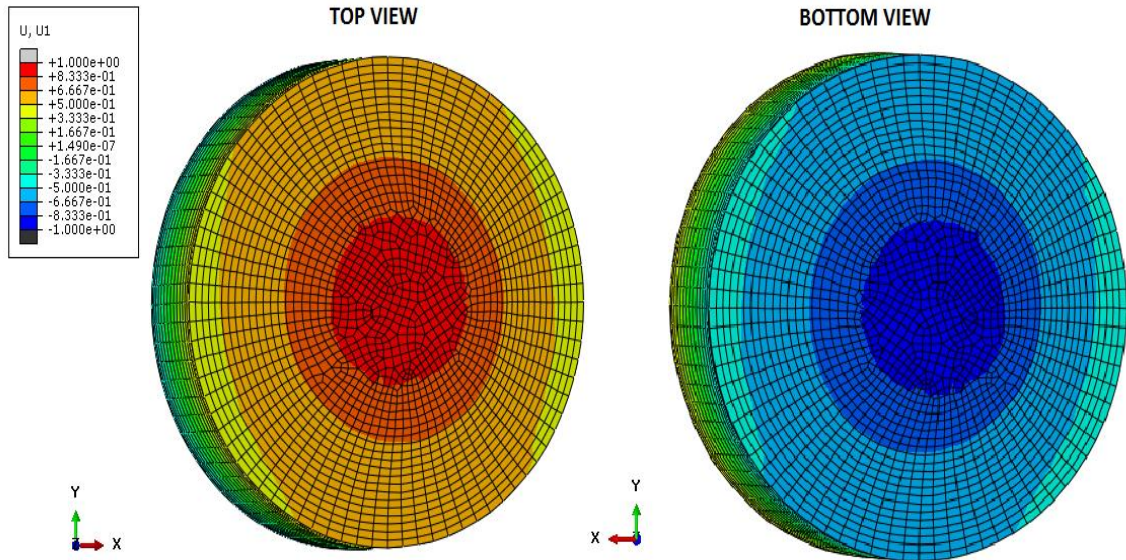 TOP VIEW
BOTTOM VIEW
U, U1
+1.000e+00
+8.333e-01
+6.667e-01
+5.000e-01
+3.333e-01
+1.667e-01
+1.490e-07
-1.667e-01
-3.333e-01
-5.000e-01
-6.667e-01
-8.333e-01
-1.000e+00
Y
X
Y
X